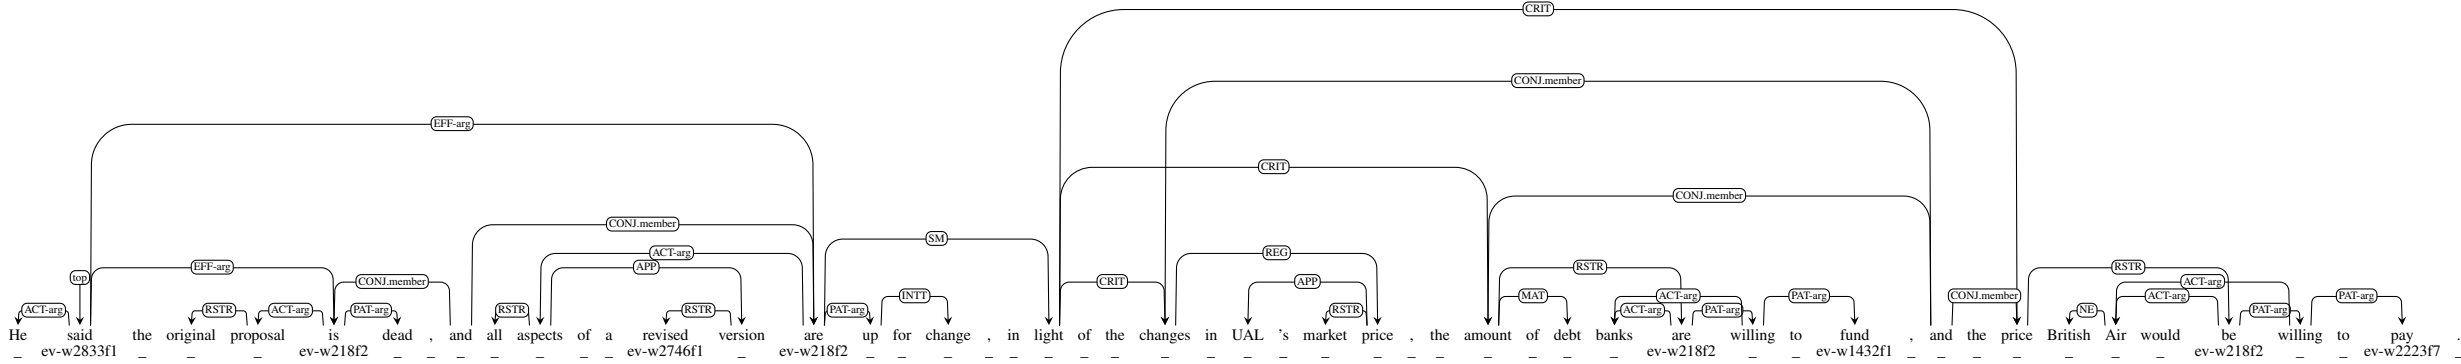 CRIT
CONJ.member
EFF-arg
CRIT
CONJ.member
CONJ.member
SM
ACT-arg REG
EFF-arg APP RSTR RSTR
top
CONJ.member CRIT APP ACT-arg
INTT MAT ACT-arg PAT-arg CONJ.member ACT-arg PAT-arg
ACT-arg RSTR ACT-arg PAT-arg RSTR RSTR PAT-arg RSTR ACT-arg PAT-arg NE PAT-arg
He said the original proposal is dead , and all aspects of a revised version are up for change , in light of the changes in UAL 's market price , the amount of debt banks are willing to fund , and the price British Air would be willing to pay
_ ev-w2833f1 _ _ _ ev-w218f2 _ _ _ _ _ _ _ ev-w2746f1 _ ev-w218f2 _ _ _ _ _ _ _ _ _ _ _ _ _ _ _ _ _ _ _ _ ev-w218f2 _ _ ev-w1432f1 _ _ _ _ _ _ _ ev-w218f2 _ _ ev-w2223f7 _